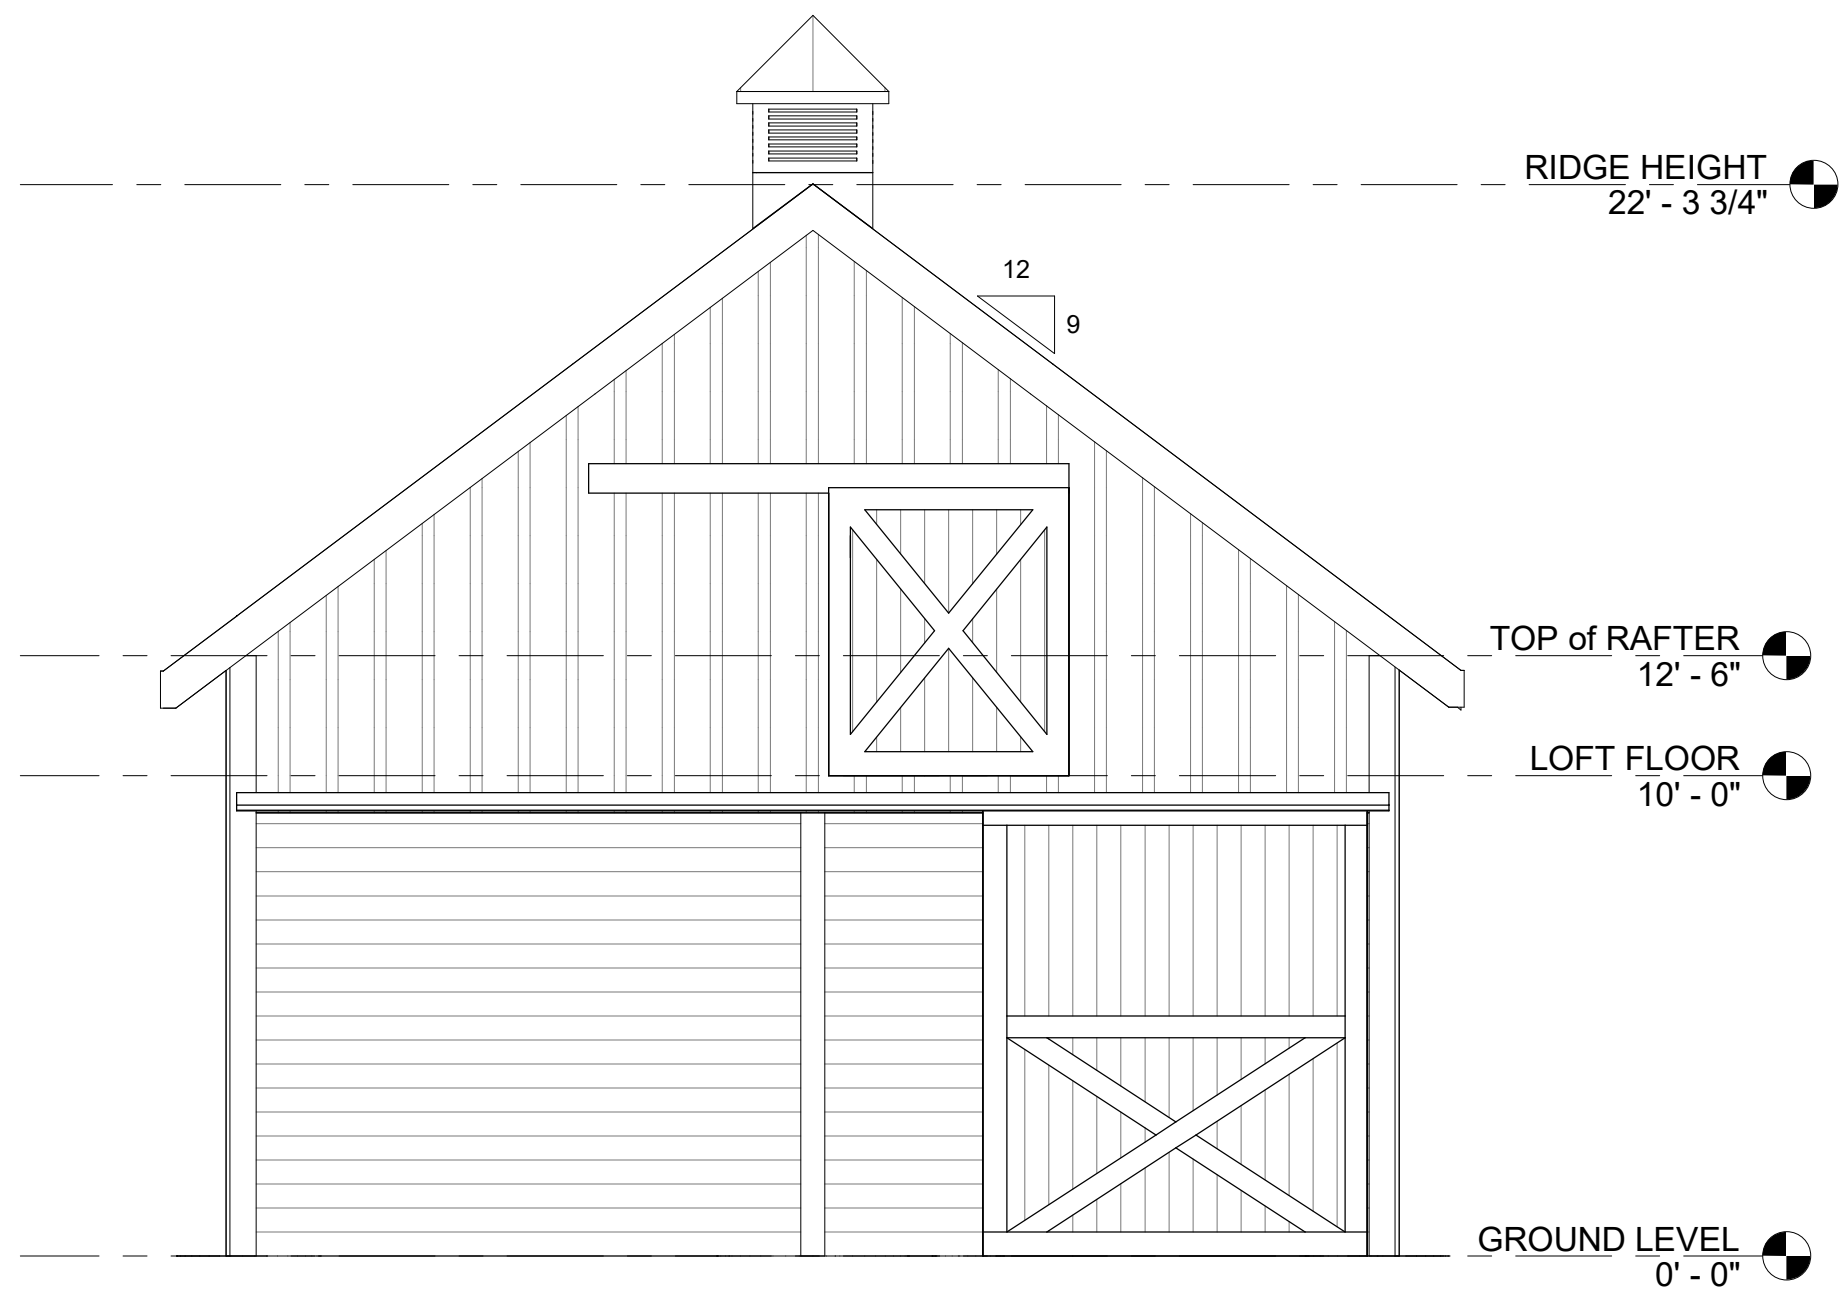 RIDGE HEIGHT
22' - 3 3/4"
12
9
TOP of RAFTER
12' - 6"
LOFT FLOOR
10' - 0"
GROUND LEVEL
0' - 0"